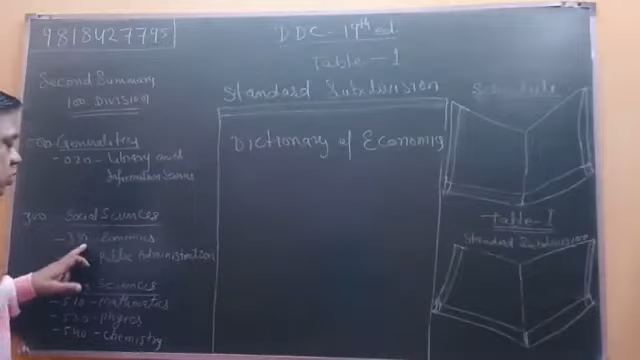 9818427795
DDC - 19th ed.
Table - 1
Standard Subdivision
Second Summary
100 DIVISION
000 Generalitry
- 020 - Library and
Information Science
300 Social Sciences
- 330 - Economics
Public Administration
Sciences
- 510 - Mathematics
- 530 - Physics
- 540 - Chemistry
Dictionary of Economics
Schedule
Table - I
Standard Subdivision